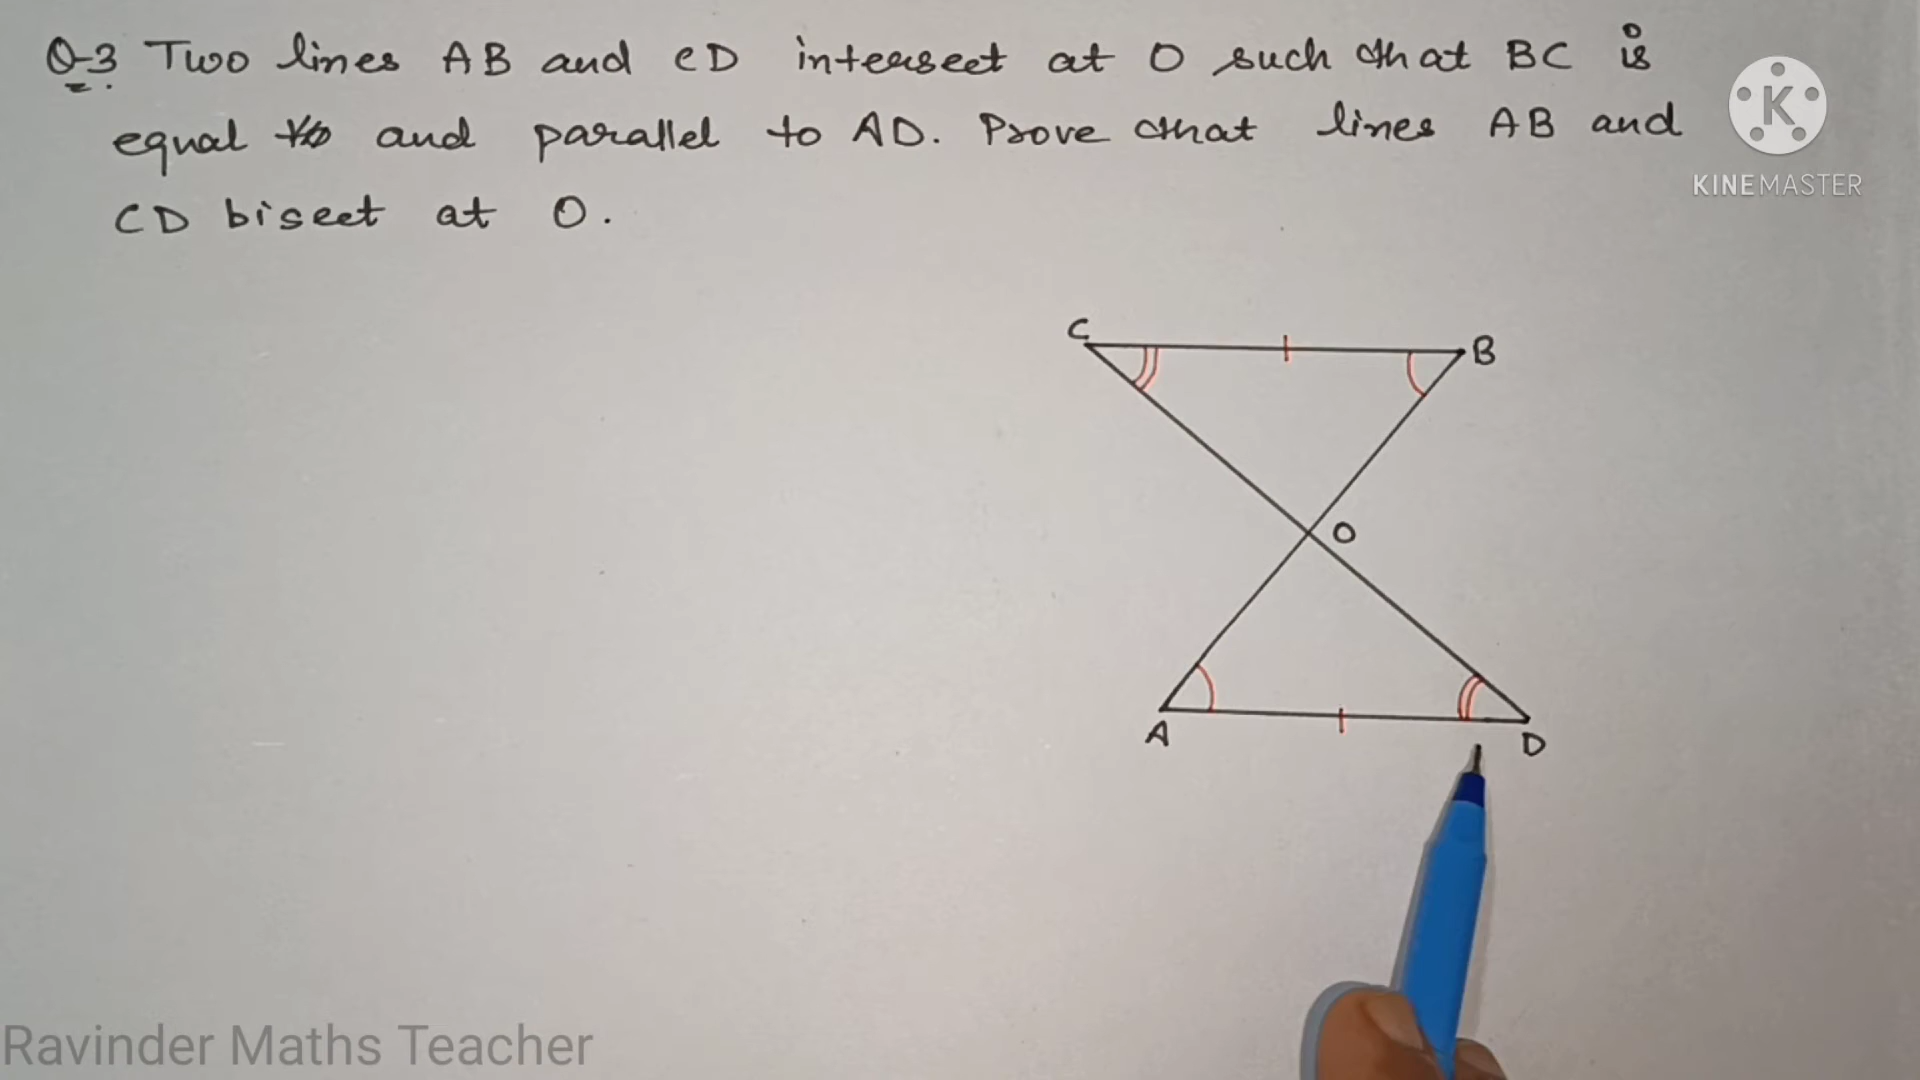 Q-3 Two lines AB and CD intersect at O such that BC is
equal to and parallel to AD. Prove that lines AB and
CD bisect at O.
K
KINEMASTER
C
B
O
A
D
Ravinder Maths Teacher